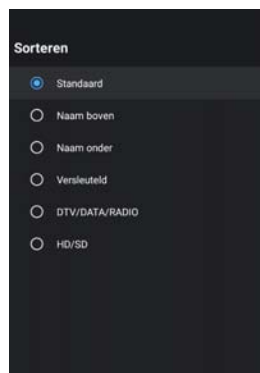 Sorteren
Standaard
Naam boven
Naam onder
Versleuteld
DTV/DATA/RADIO
HD/SD